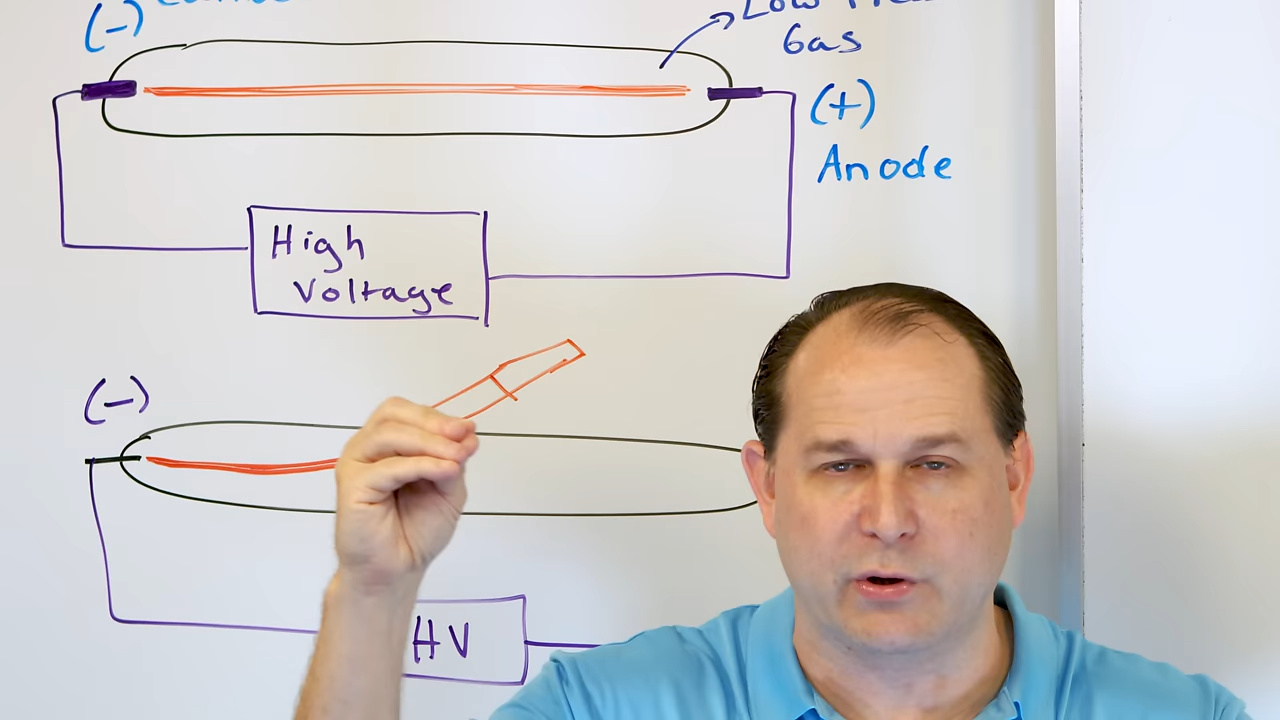 (-)
Gas
(+)
Anode
High
Voltage
(-)
HV